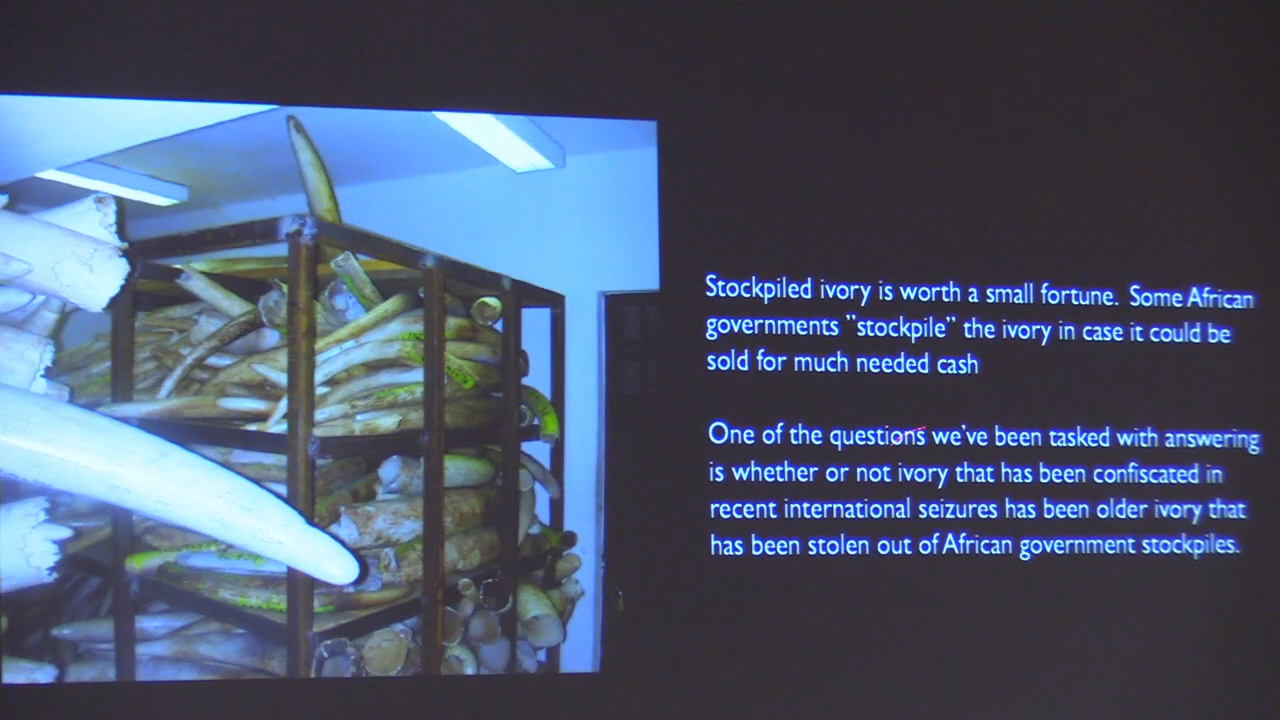 Stockpiled ivory is worth a small fortune. Some African
governments "stockpile" the ivory in case it could be
sold for much needed cash
One of the questions we've been tasked with answering
is whether or not ivory that has been confiscated in
recent international seizures has been older ivory that
has been stolen out of African government stockpiles.